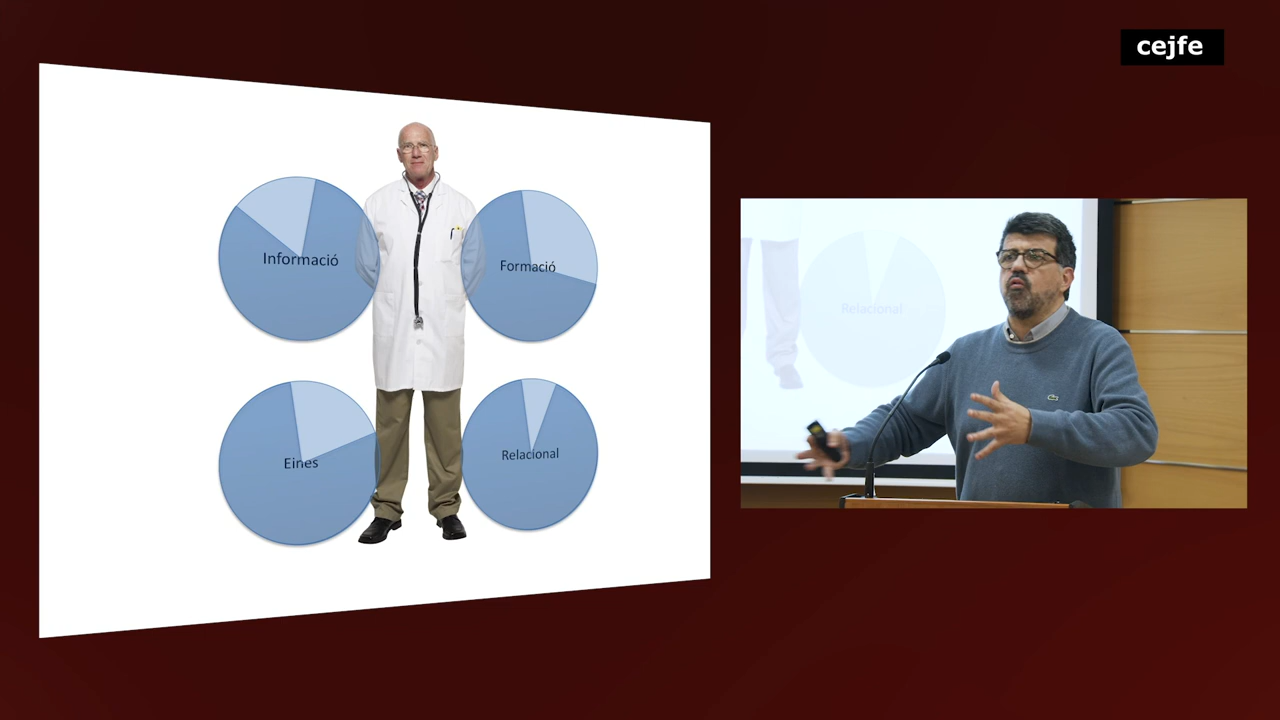 cejfe
Informació
Formació
Eines
Relacional
Relacional